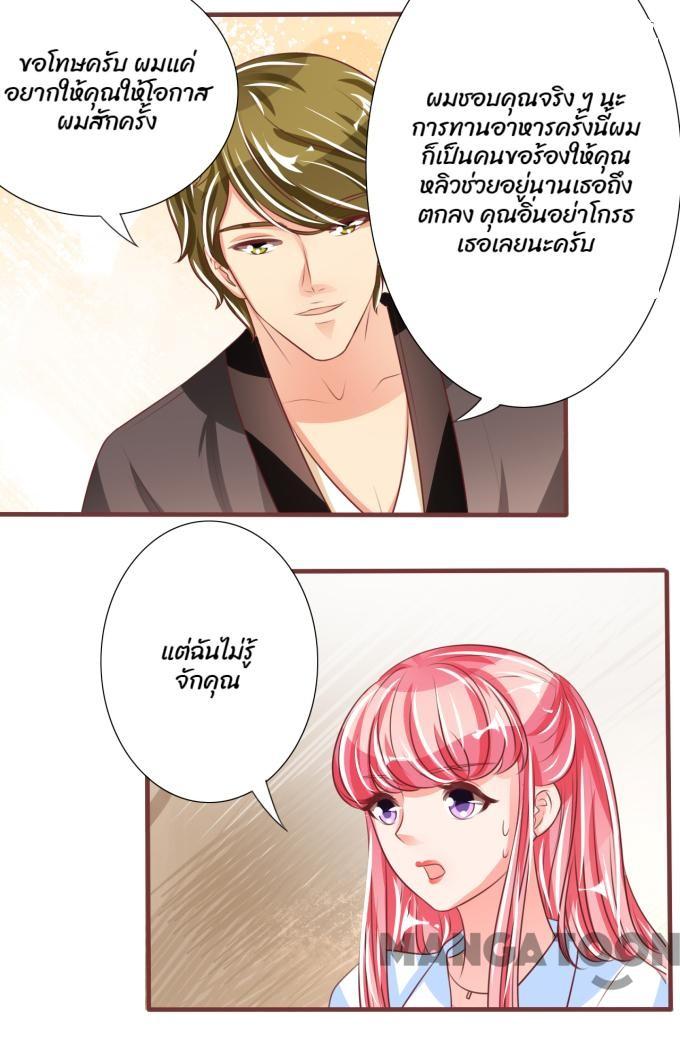 ขอโทษครับ ผมแค่
อยากให้คุณให้โอกาส
ผมสักครั้ง
ผมชอบคุณจริง ๆ นะ
การทานอาหารครั้งนี้ผม
ก็เป็นคนขอร้องให้คุณ
หลิวช่วยอยู่นานเธอถึง
ตกลง คุณอิ่นอย่าโกรธ
เธอเลยนะครับ
แต่ฉันไม่รู้
จักคุณ
MANGATOON